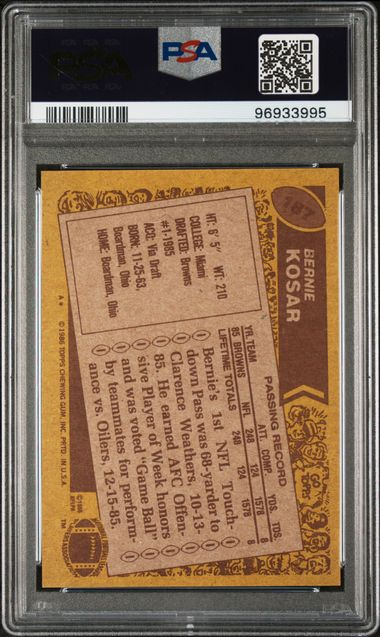 PSA
96933995
187
BERNIE
KOSAR
HT: 6' 5" WT: 210
COLLEGE: Miami
DRAFTED: Browns
#1-1985
ACQ: Via Draft
BORN: 11-25-63,
Boardman, Ohio
HOME: Boardman, Ohio
PASSING RECORD
YR TEAM ATT. COMP YDS. TDS.
85 BROWNS NFL 248 124 1578 8
LIFETIME TOTALS 248 124 1578 8
Bernie's 1st NFL Touch-
down Pass was 68-yarder to
Clarence Weathers, 10-13-
85. He earned AFC Offen-
sive Player of Week honors
and was voted "Game Ball"
by teammates for perform-
ance vs. Oilers, 12-15-85.
A*
© 1986 TOPPS CHEWING GUM, INC. PRTD. IN U.S.A.
© 1986
NFLPA
TM